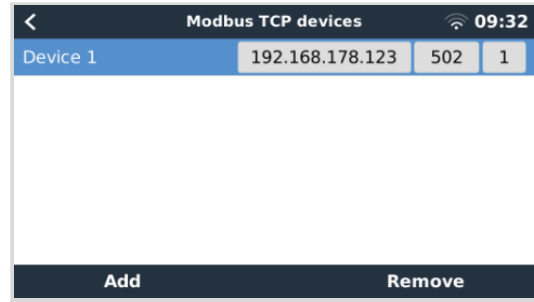 Modbus TCP devices 09:32
Device 1 192.168.178.123 502 1
Add Remove